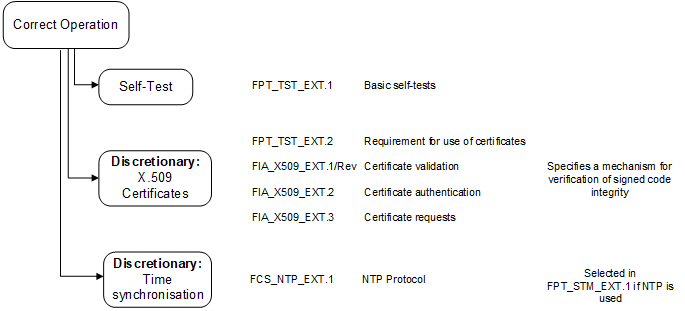 Correct Operation
Self-Test
FPT_TST_EXT.1 Basic self-tests
FPT_TST_EXT.2 Requirement for use of certificates
Discretionary:
X.509
Certificates
FIA_X509_EXT.1/Rev Certificate validation
FIA_X509_EXT.2 Certificate authentication
FIA_X509_EXT.3 Certificate requests
Specifies a mechanism for
verification of signed code
integrity
Discretionary:
Time
synchronisation
FCS_NTP_EXT.1 NTP Protocol
Selected in
FPT_STM_EXT.1 if NTP is
used